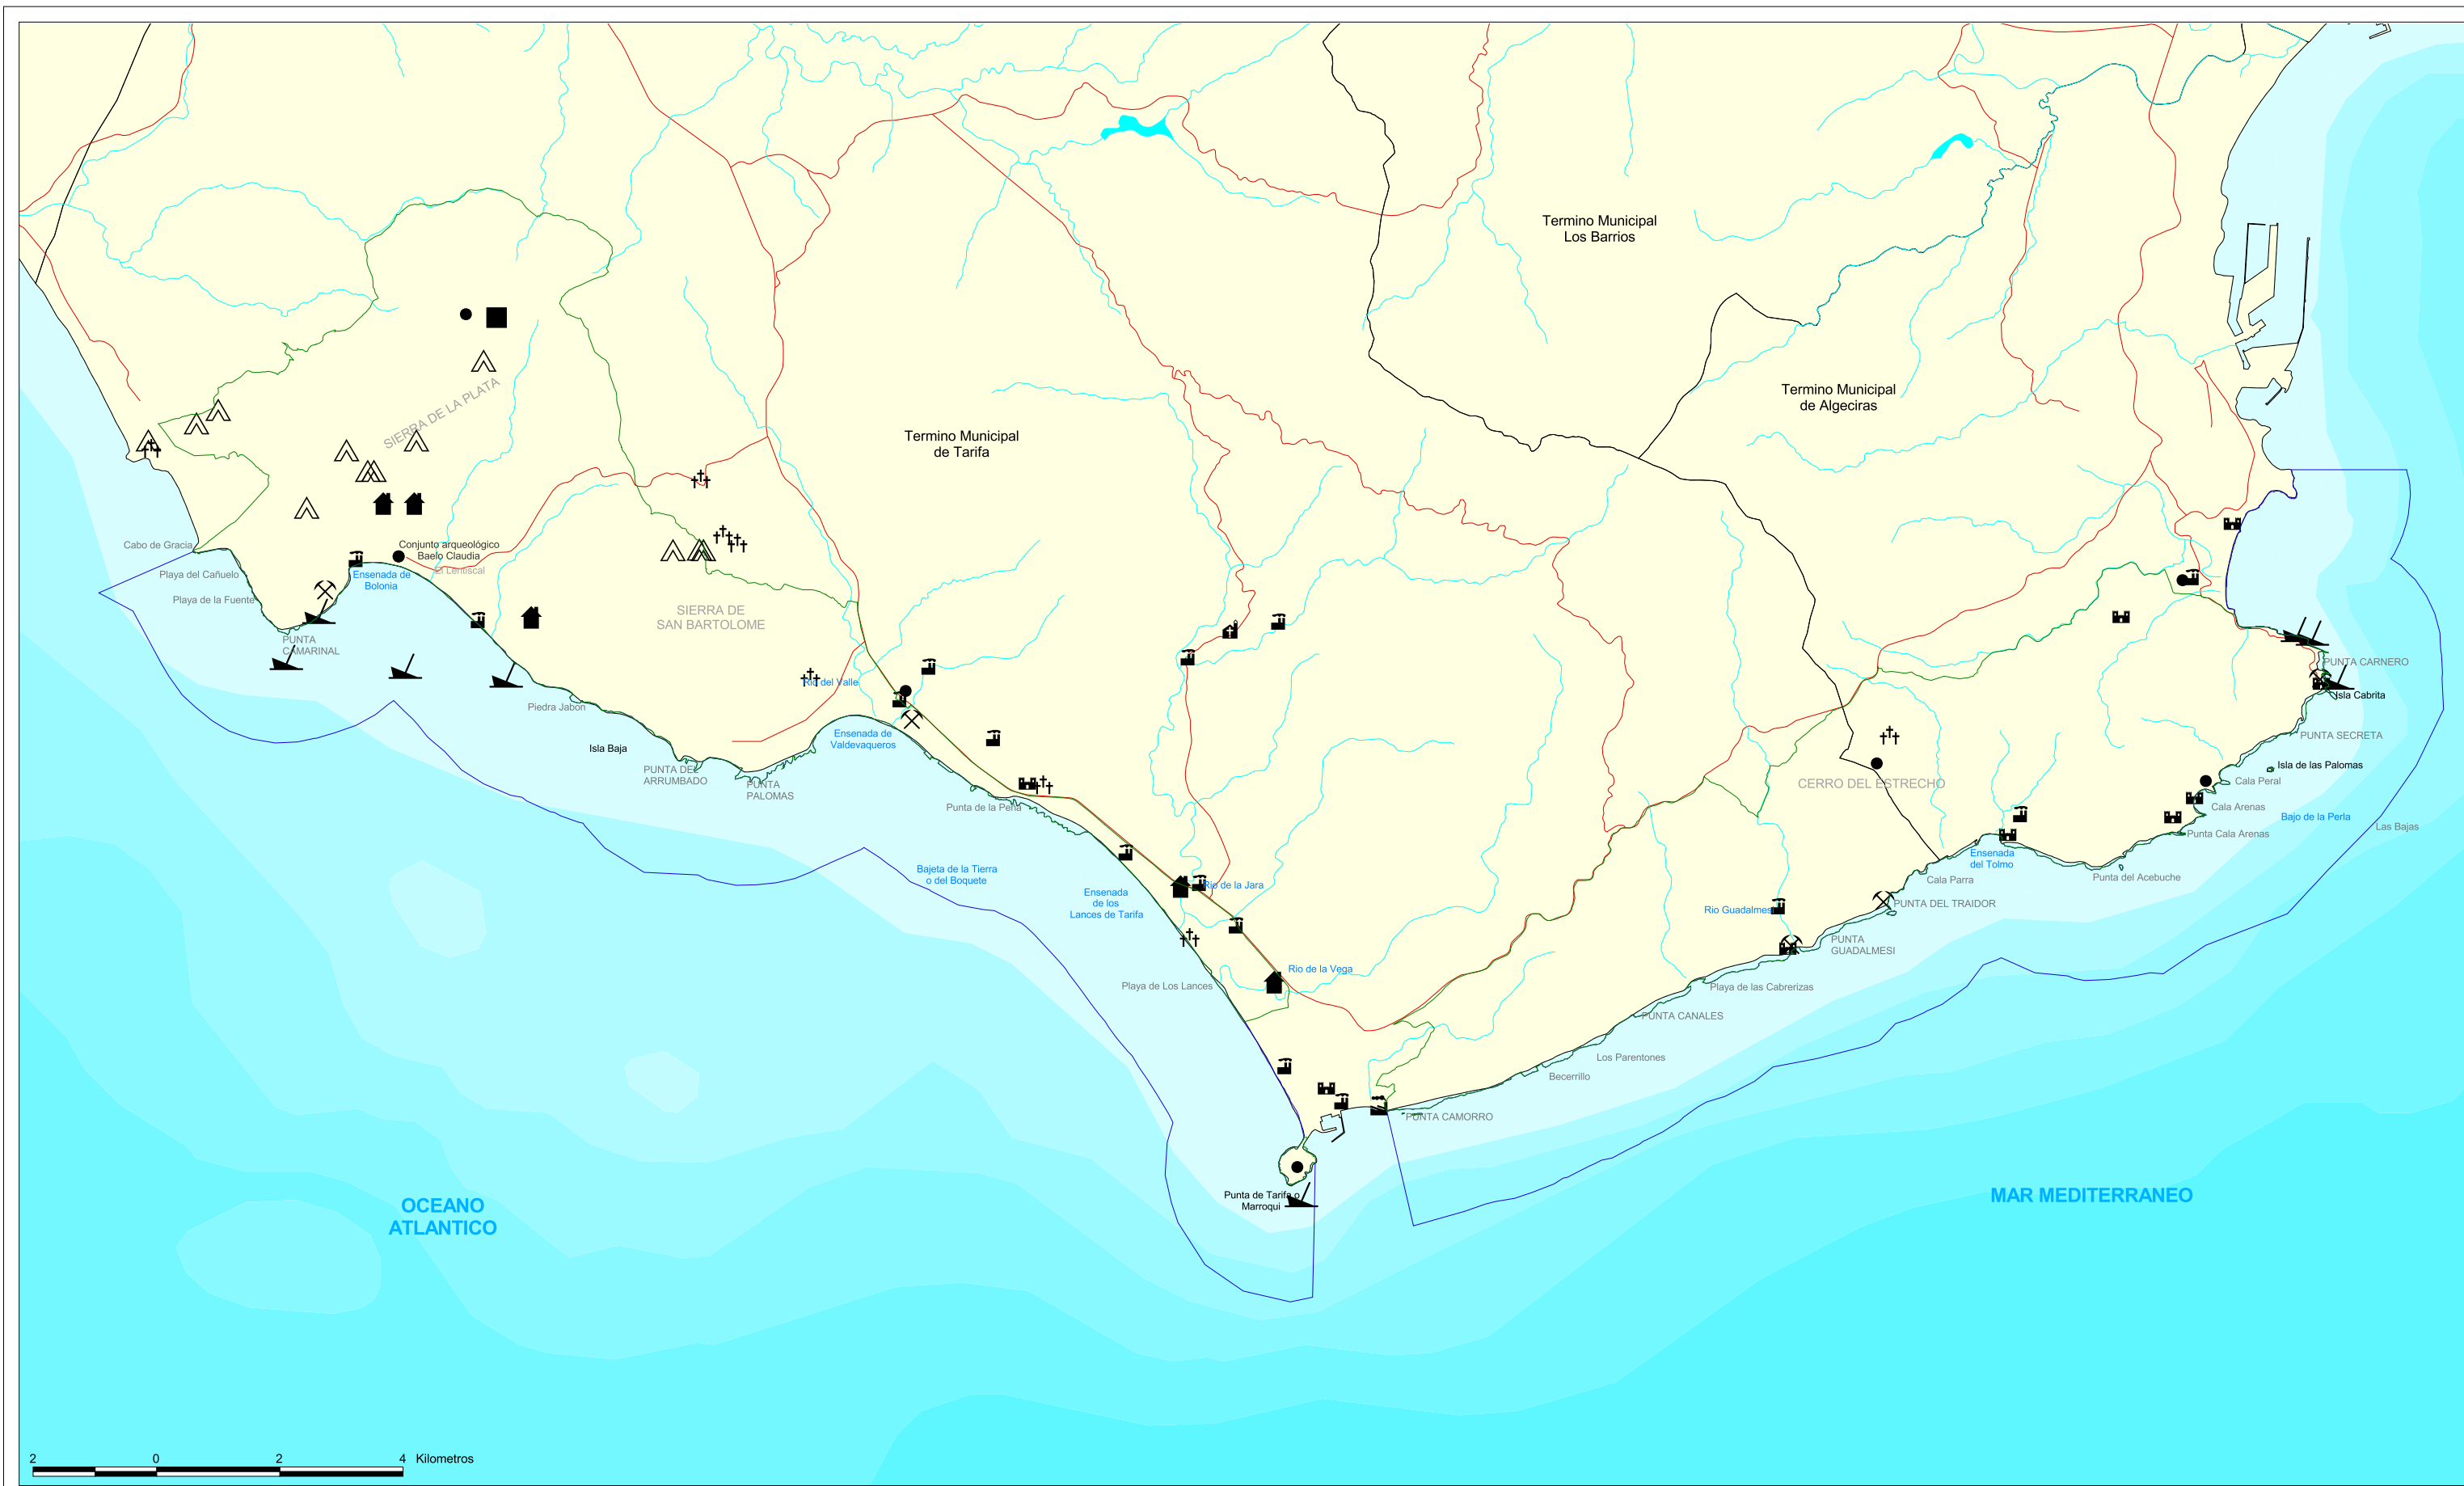 Termino Municipal
Los Barrios
Termino Municipal
de Algeciras
Termino Municipal
de Tarifa
SIERRA DE LA PLATA
Cabo de Gracia
Conjunto arqueológico
Baelo Claudia
El Lentiscal
Playa del Cañuelo
Ensenada de
Bolonia
Playa de la Fuente
PUNTA
CAMARINAL
SIERRA DE
SAN BARTOLOME
Rio del Valle
Piedra Jabon
Isla Baja
Ensenada de
Valdevaqueros
PUNTA DEL
ARRUMBADO
PUNTA
PALOMAS
Punta de la Peña
PUNTA CARNERO
Isla Cabrita
PUNTA SECRETA
Isla de las Palomas
Cala Peral
CERRO DEL ESTRECHO
Cala Arenas
Bajo de la Perla
Las Bajas
Punta Cala Arenas
Ensenada
del Tolmo
Punta del Acebuche
Cala Parra
Bajeta de la Tierra
o del Boquete
Ensenada
de los
Lances de Tarifa
Rio de la Jara
PUNTA DEL TRAIDOR
Rio Guadalmesi
PUNTA
GUADALMESI
Rio de la Vega
Playa de Los Lances
Playa de las Cabrerizas
PUNTA CANALES
Los Parentones
Becerrillo
PUNTA CAMORRO
Punta de Tarifa o
Marroqui
OCEANO
ATLANTICO
MAR MEDITERRANEO
2 0 2 4 Kilometros